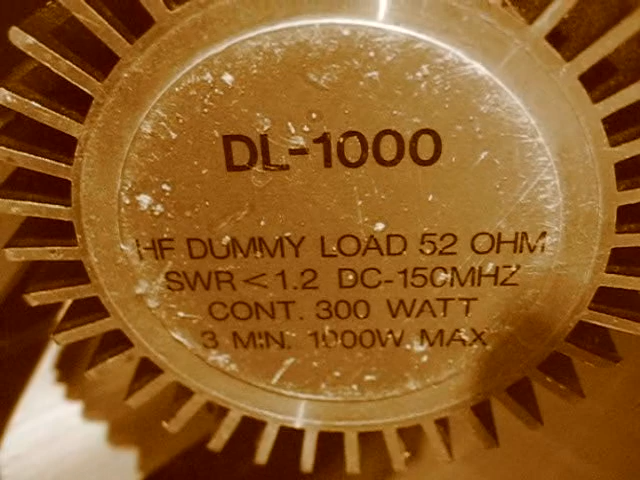 DL-1000
HF DUMMY LOAD 52 OHM
SWR < 1.2 DC-150MHZ
CONT. 300 WATT
3 MIN. 1000W MAX